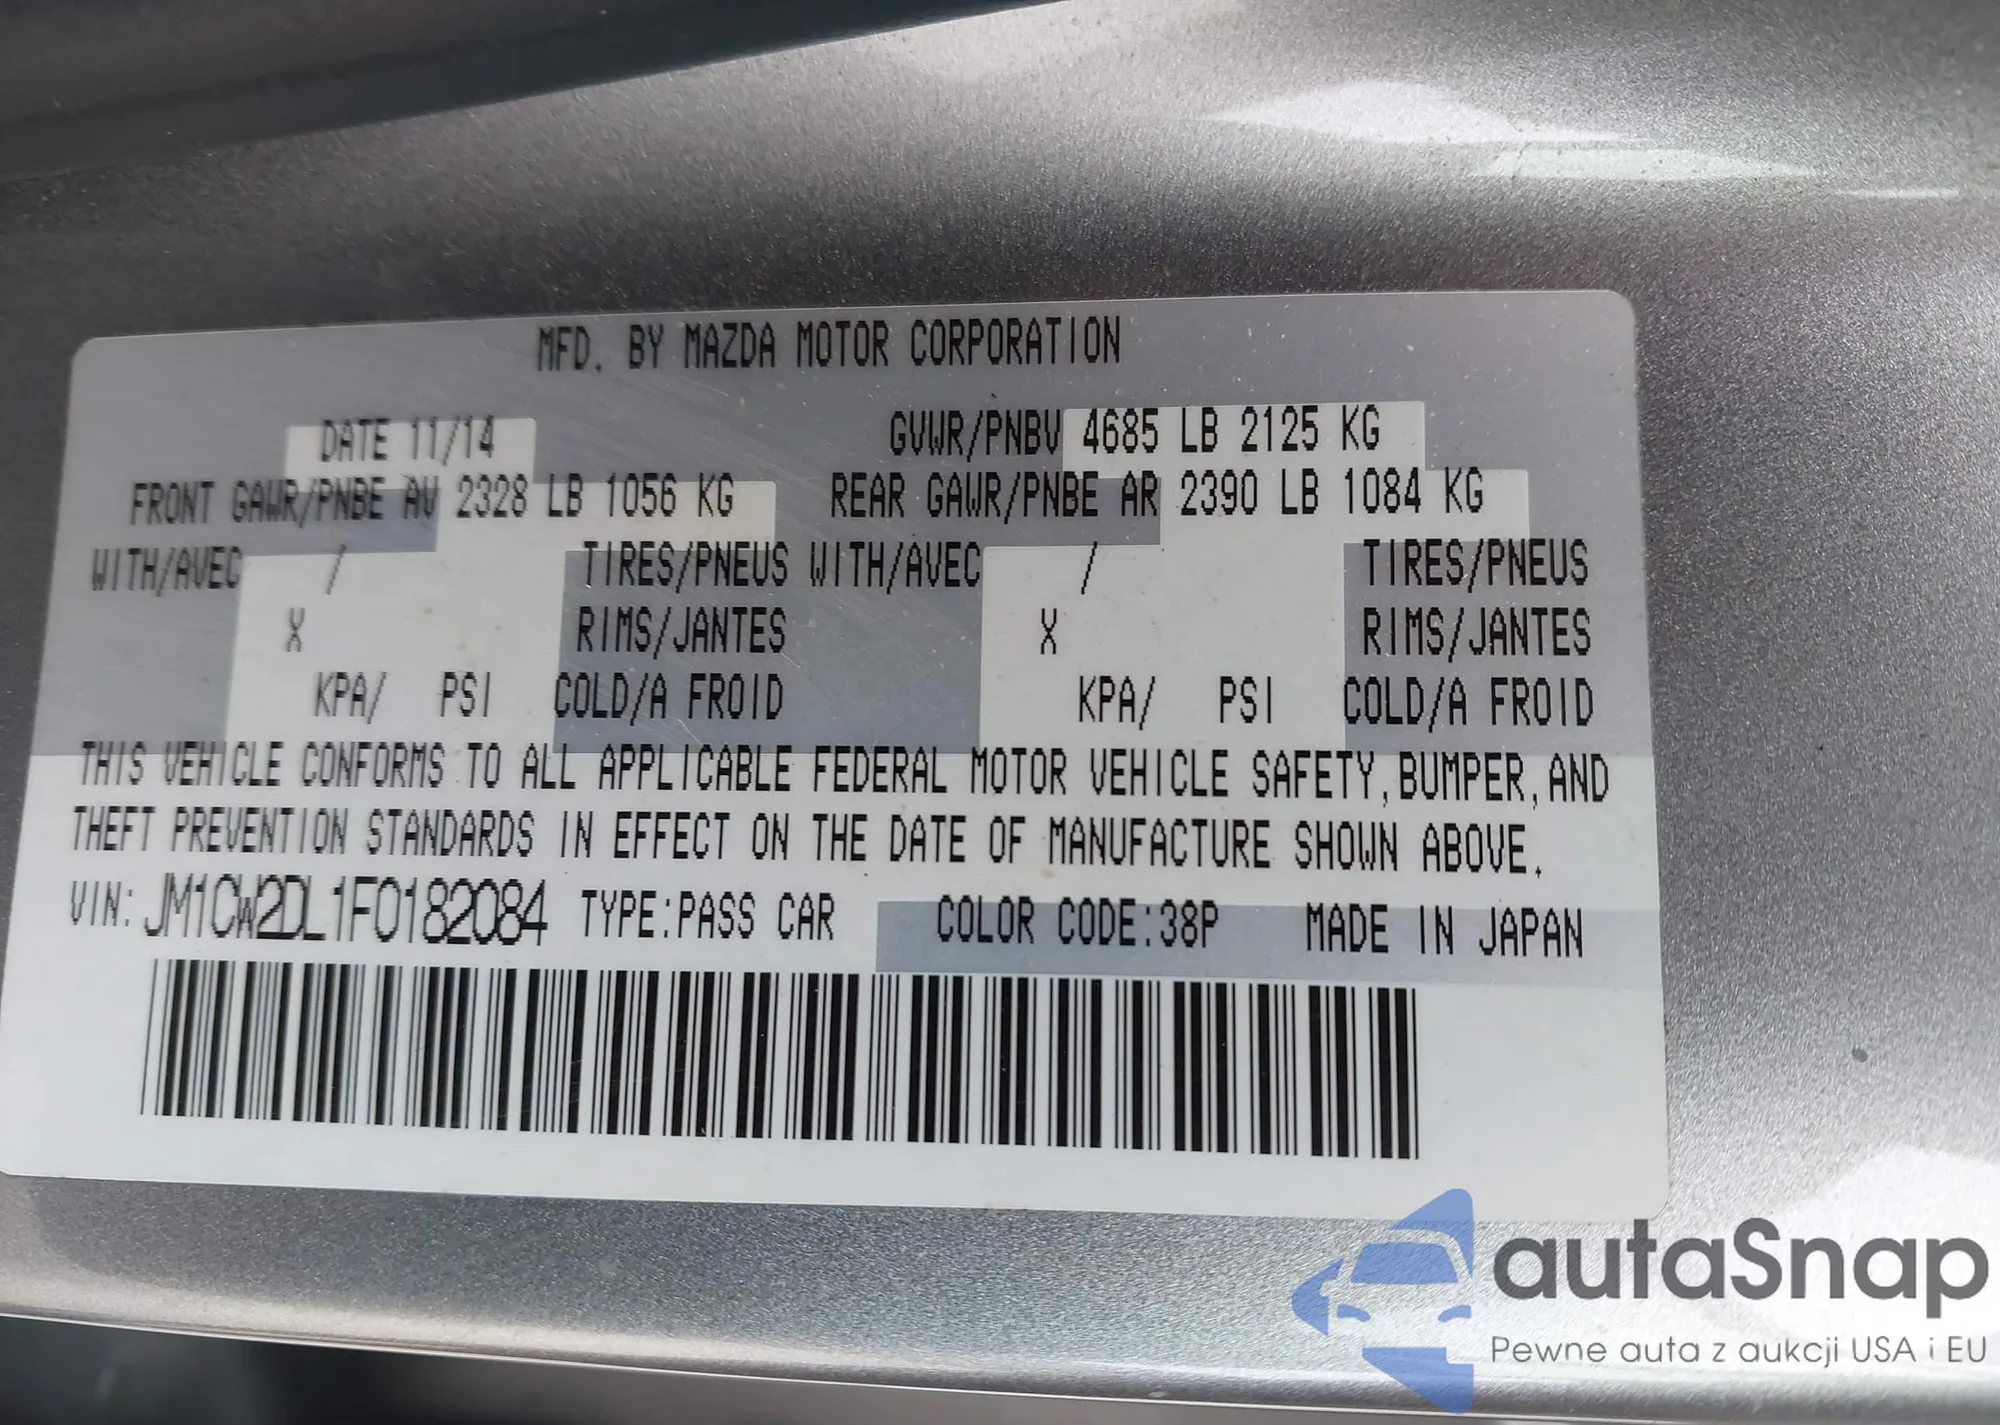 MFD. BY MAZDA MOTOR CORPORATION
DATE 11/14 GVWR/PNBV 4685 LB 2125 KG
FRONT GAWR/PNBE AV 2328 LB 1056 KG REAR GAWR/PNBE AR 2390 LB 1084 KG
WITH/AVEC / TIRES/PNEUS WITH/AVEC / TIRES/PNEUS
X RIMS/JANTES X RIMS/JANTES
KPA/ PSI COLD/A FROID KPA/ PSI COLD/A FROID
THIS VEHICLE CONFORMS TO ALL APPLICABLE FEDERAL MOTOR VEHICLE SAFETY,BUMPER,AND
THEFT PREVENTION STANDARDS IN EFFECT ON THE DATE OF MANUFACTURE SHOWN ABOVE.
VIN: JM1CW2DL1F0182084 TYPE:PASS CAR COLOR CODE:38P MADE IN JAPAN
autaSnap
Pewne auta z aukcji USA i EU